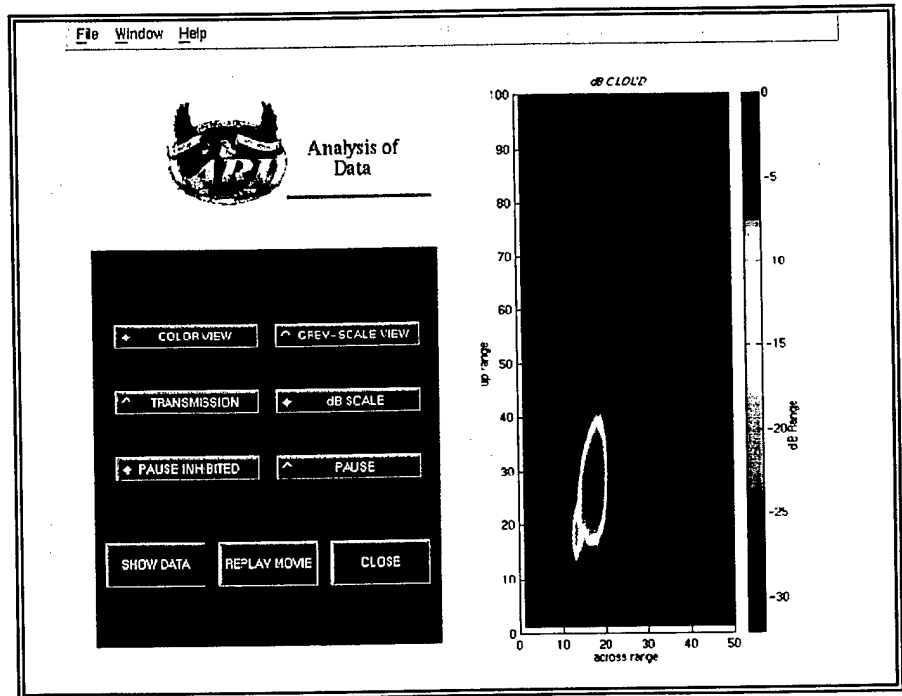 File Window Help
Analysis of
Data
COLOR VIEW
GREY-SCALE VIEW
TRANSMISSION
dB SCALE
PAUSE INHIBITED
PAUSE
SHOW DATA
REPLAY MOVIE
CLOSE
dB CLOUD
100
90
80
70
60
50
40
30
20
10
0
up range
0 10 20 30 40 50
across range
0
-5
-10
-15
-20
-25
-30
dB Range